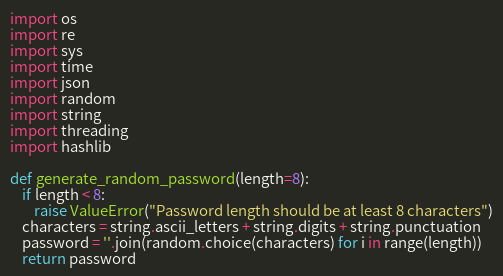 import os
import re
import sys
import time
import json
import random
import string
import threading
import hashlib

def generate_random_password(length=8):
    if length < 8:
        raise ValueError("Password length should be at least 8 characters")
    characters = string.ascii_letters + string.digits + string.punctuation
    password = ''.join(random.choice(characters) for i in range(length))
    return password